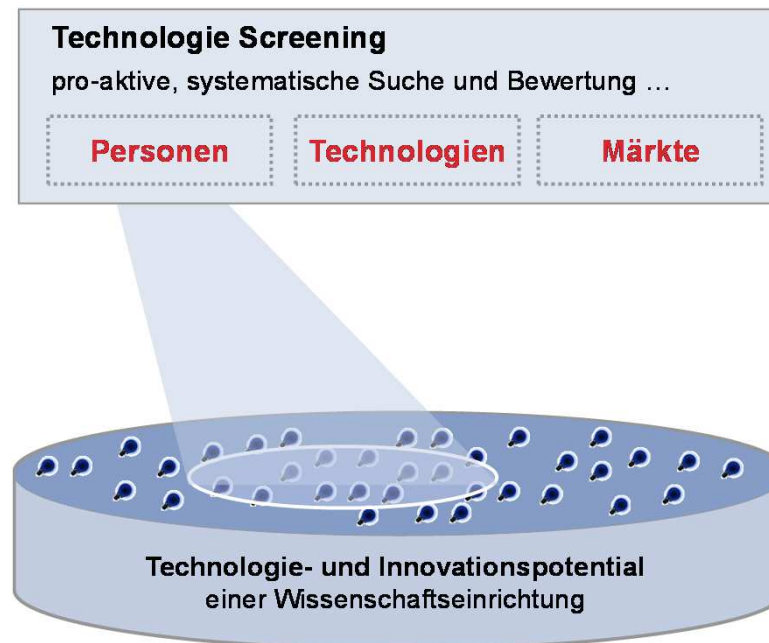 Technologie Screening
pro-aktive, systematische Suche und Bewertung …
Personen Technologien Märkte
Technologie- und Innovationspotential
einer Wissenschaftseinrichtung